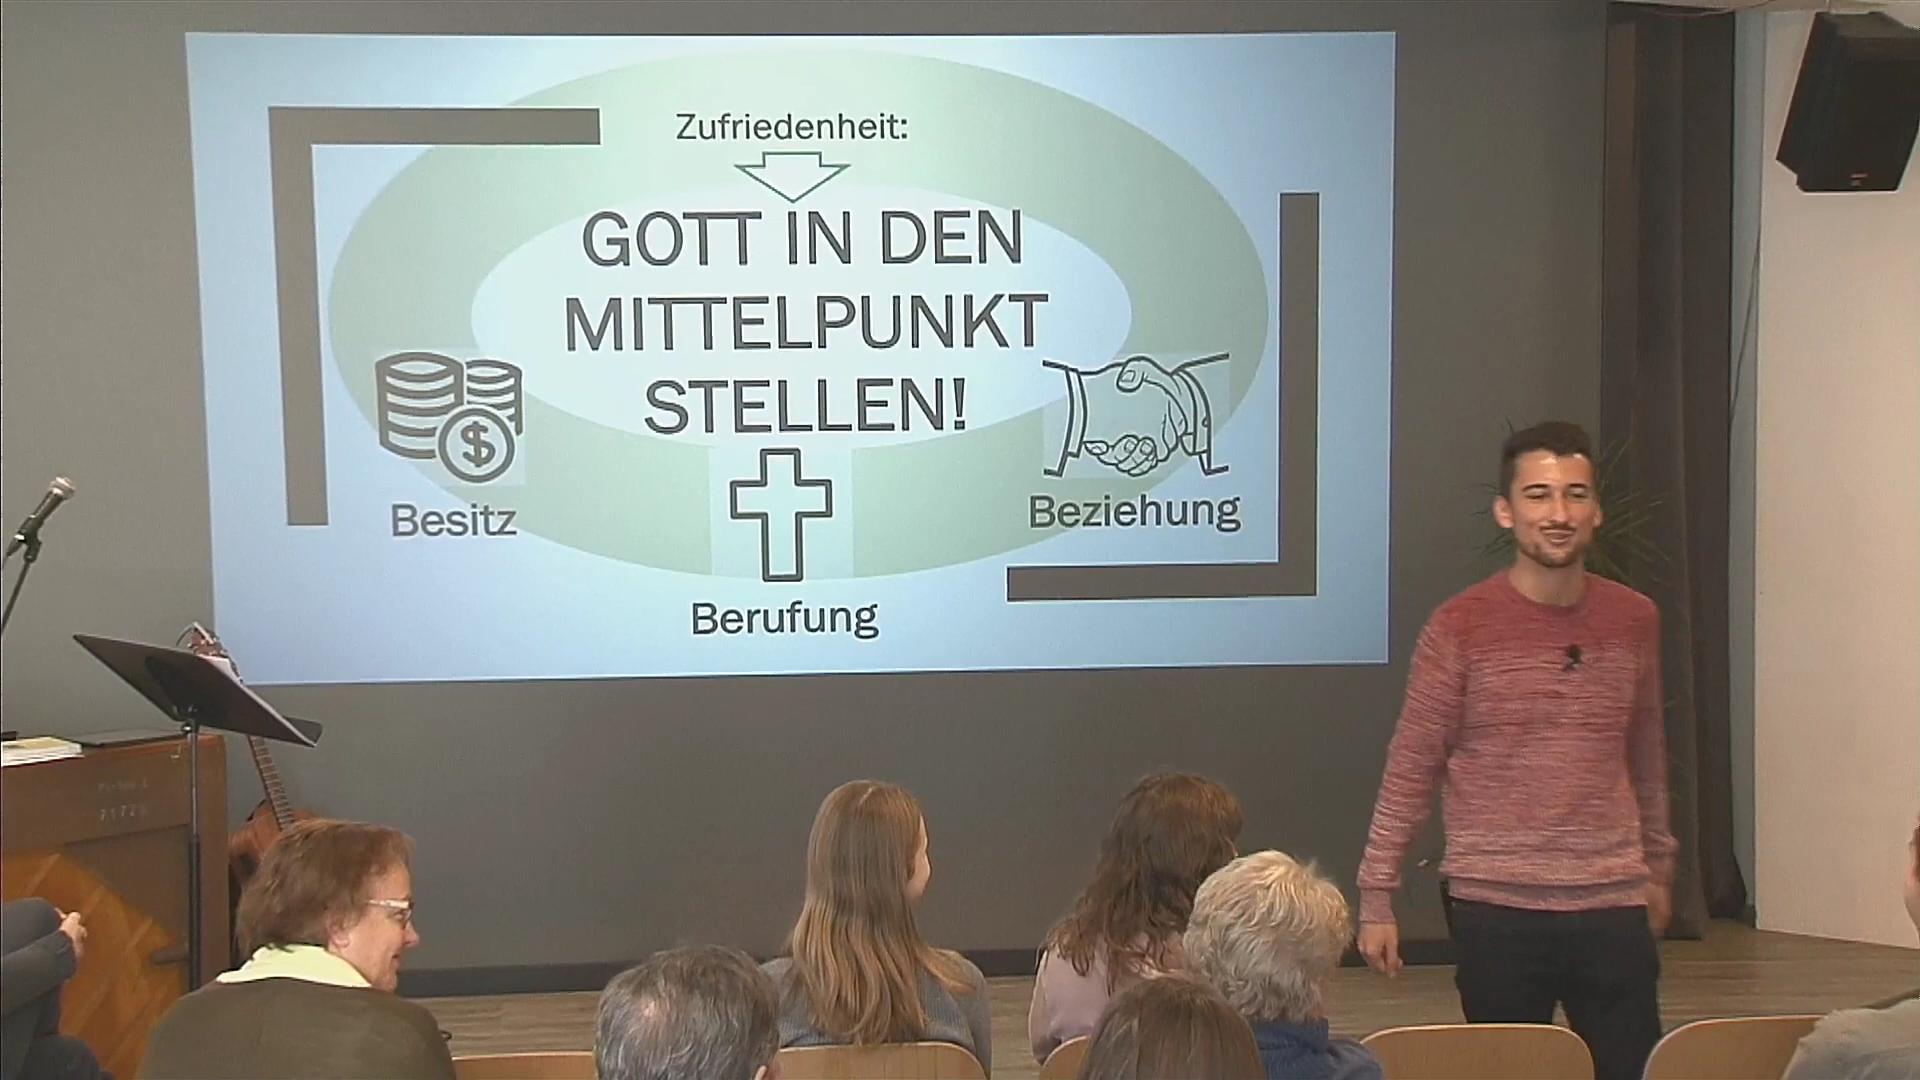 Zufriedenheit:
GOTT IN DEN
MITTELPUNKT
STELLEN!
$
Besitz
Beziehung
Berufung